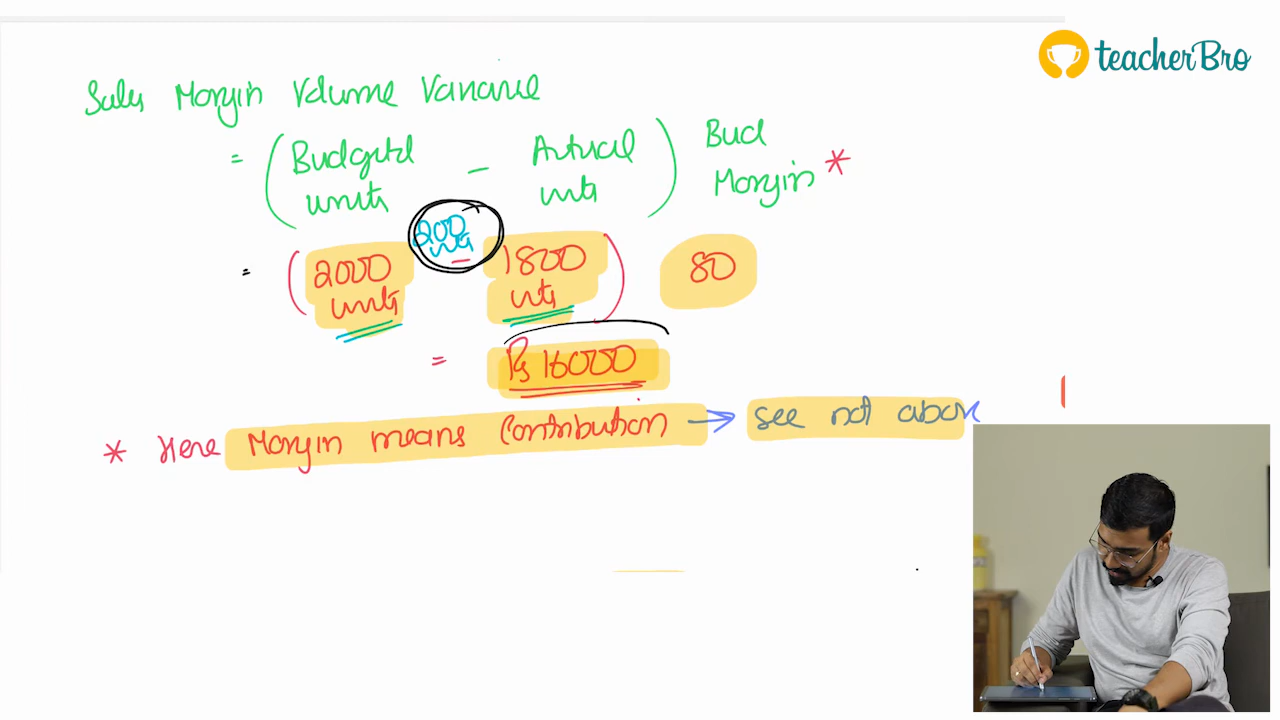 teacherBro
Sales Margin Volume Variance
= ( Budgeted units – Actual units ) Bud Margin *
200 units
= ( 2000 units 1800 units ) 80
= Rs 16000
* Here Margin means Contribution → see not above